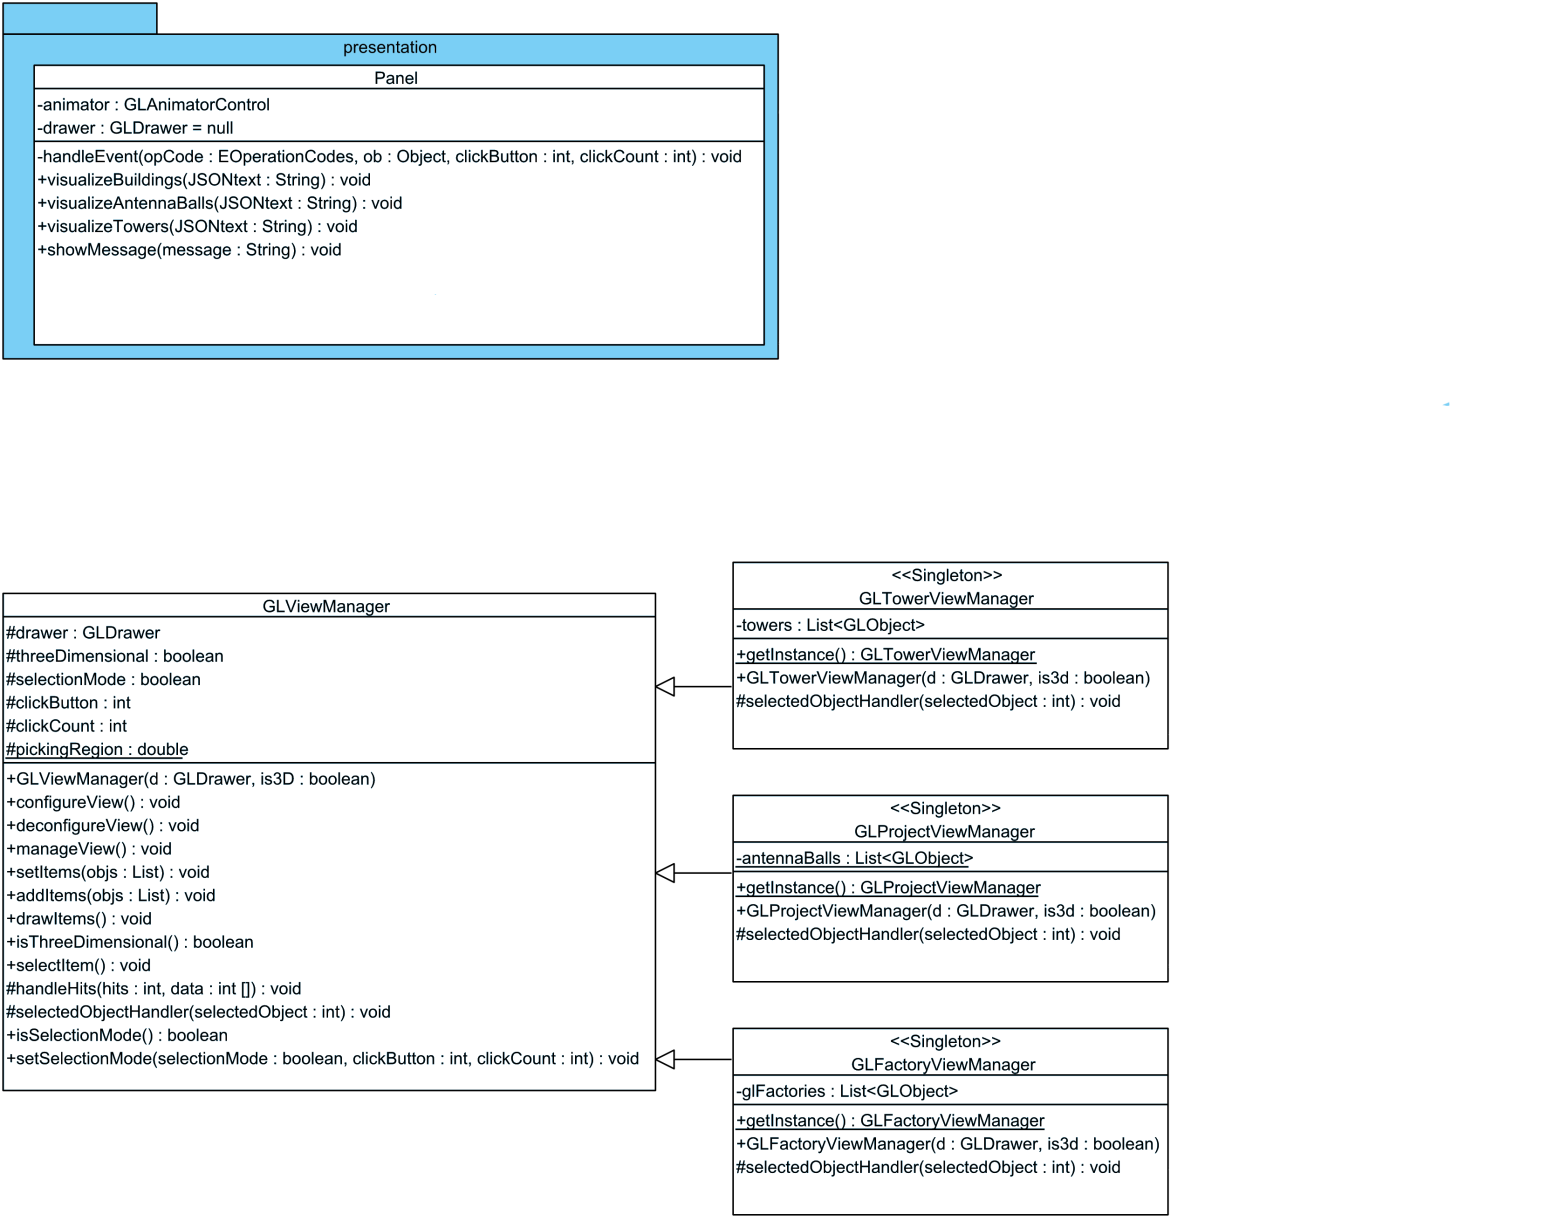 presentation
Panel
-animator : GLAnimatorControl
-drawer : GLDrawer = null
-handleEvent(opCode : EOperationCodes, ob : Object, clickButton : int, clickCount : int) : void
+visualizeBuildings(JSONtext : String) : void
+visualizeAntennaBalls(JSONtext : String) : void
+visualizeTowers(JSONtext : String) : void
+showMessage(message : String) : void
GLViewManager
#drawer : GLDrawer
#threeDimensional : boolean
#selectionMode : boolean
#clickButton : int
#clickCount : int
#pickingRegion : double
+GLViewManager(d : GLDrawer, is3D : boolean)
+configureView() : void
+deconfigureView() : void
+manageView() : void
+setItems(objs : List) : void
+addItems(objs : List) : void
+drawItems() : void
+isThreeDimensional() : boolean
+selectItem() : void
#handleHits(hits : int, data : int []) : void
#selectedObjectHandler(selectedObject : int) : void
+isSelectionMode() : boolean
+setSelectionMode(selectionMode : boolean, clickButton : int, clickCount : int) : void
<<Singleton>>
GLTowerViewManager
-towers : List<GLObject>
+getInstance() : GLTowerViewManager
+GLTowerViewManager(d : GLDrawer, is3d : boolean)
#selectedObjectHandler(selectedObject : int) : void
<<Singleton>>
GLProjectViewManager
-antennaBalls : List<GLObject>
+getInstance() : GLProjectViewManager
+GLProjectViewManager(d : GLDrawer, is3d : boolean)
#selectedObjectHandler(selectedObject : int) : void
<<Singleton>>
GLFactoryViewManager
-glFactories : List<GLObject>
+getInstance() : GLFactoryViewManager
+GLFactoryViewManager(d : GLDrawer, is3d : boolean)
#selectedObjectHandler(selectedObject : int) : void